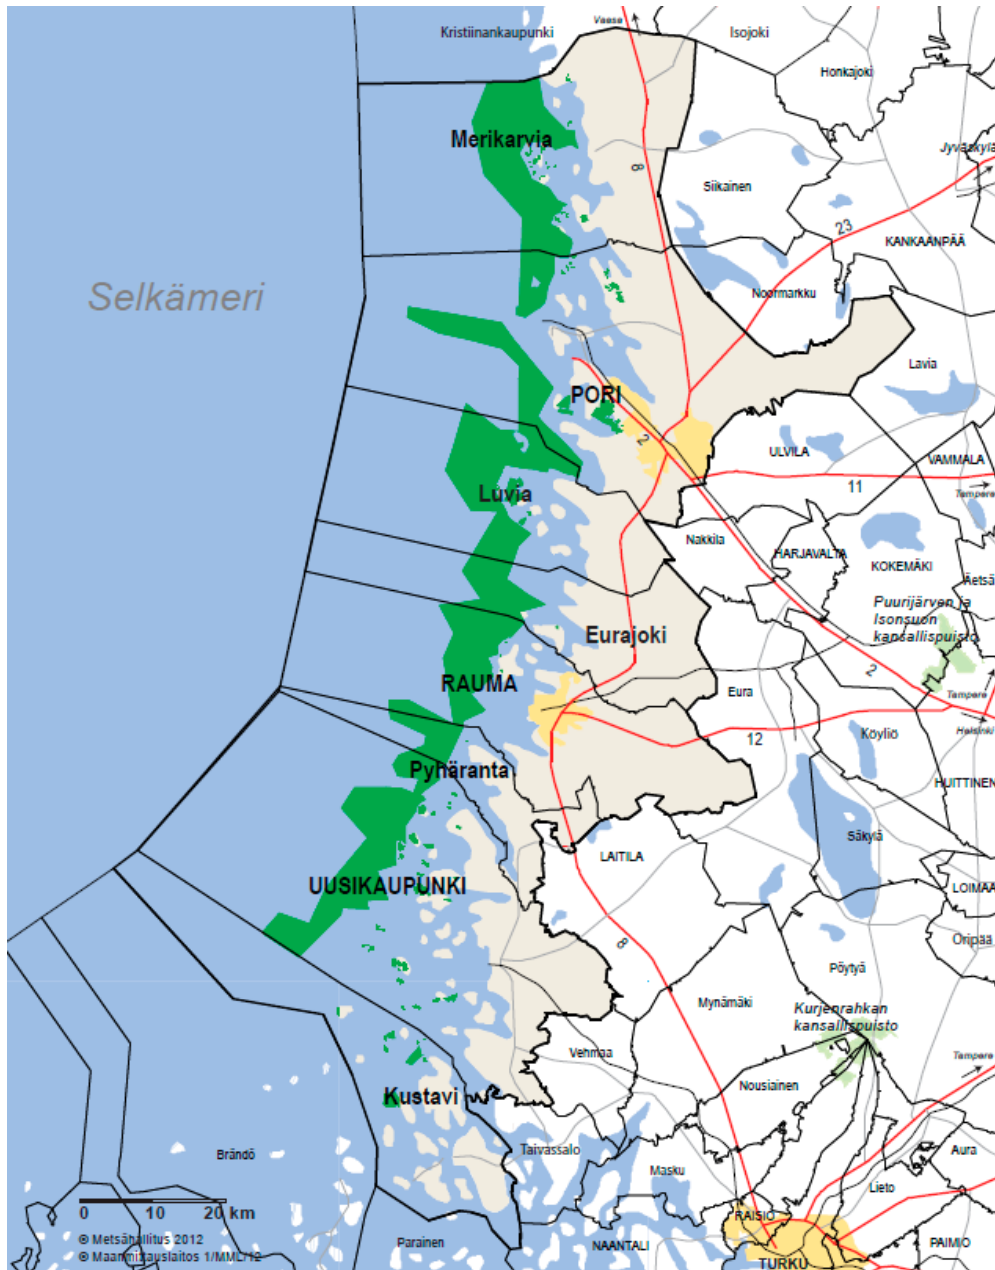 Vaasa
Kristiinankaupunki
Isojoki
Honkajoki
Merikarvia
Jyväskylä
8
Siikainen
23
KANKAANPÄÄ
Selkämeri
Noormarkku
Lavia
PORI
2
ULVILA
VAMMALA
11
Tampere
Luvia
Nakkila
HARJAVALTA
KOKEMÄKI
Äetsä
Puurijärven ja
Isonsuon
kansallispuisto
Eurajoki
RAUMA
Eura
2
Tampere
Helsinki
12
Köyliö
Pyhäranta
HUITTINEN
Säkylä
LAITILA
UUSIKAUPUNKI
LOIMAA
8
Oripää
Pöytyä
Mynämäki
Kurjenrahkan
kansallispuisto
Vehmaa
Tampere
Nousiainen
Kustavi
Brändö
Taivassalo
Aura
Masku
Lieto
0 10 20 km
RAISIO
© Metsähallitus 2012
© Maanmittauslaitos 1/MML/12
Parainen
NAANTALI
PAIMIO
TURKU